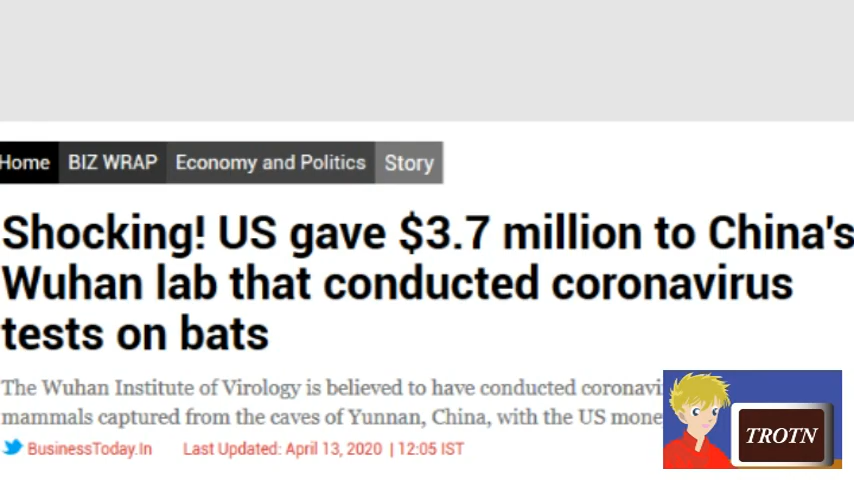 Home BIZ WRAP Economy and Politics Story
Shocking! US gave $3.7 million to China's
Wuhan lab that conducted coronavirus
tests on bats
The Wuhan Institute of Virology is believed to have conducted
mammals captured from the caves of Yunnan, China, with the US
BusinessToday.In Last Updated: April 13, 2020 | 12:05 IST
TROTN